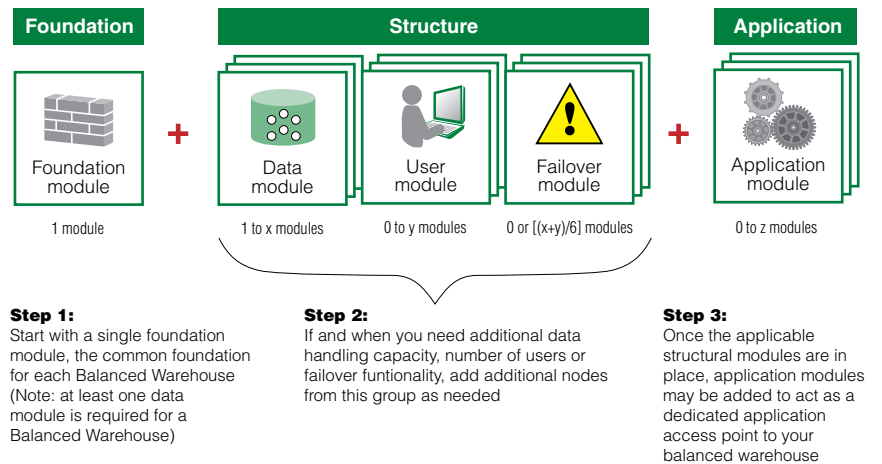 Foundation
Structure
Application
Foundation
module
Data
module
User
module
Failover
module
Application
module
1 module
1 to x modules
0 to y modules
0 or [(x+y)/6] modules
0 to z modules
Step 1:
Start with a single foundation
module, the common foundation
for each Balanced Warehouse
(Note: at least one data
module is required for a
Balanced Warehouse)
Step 2:
If and when you need additional data
handling capacity, number of users or
failover funtionality, add additional nodes
from this group as needed
Step 3:
Once the applicable
structural modules are in
place, application modules
may be added to act as a
dedicated application
access point to your
balanced warehouse